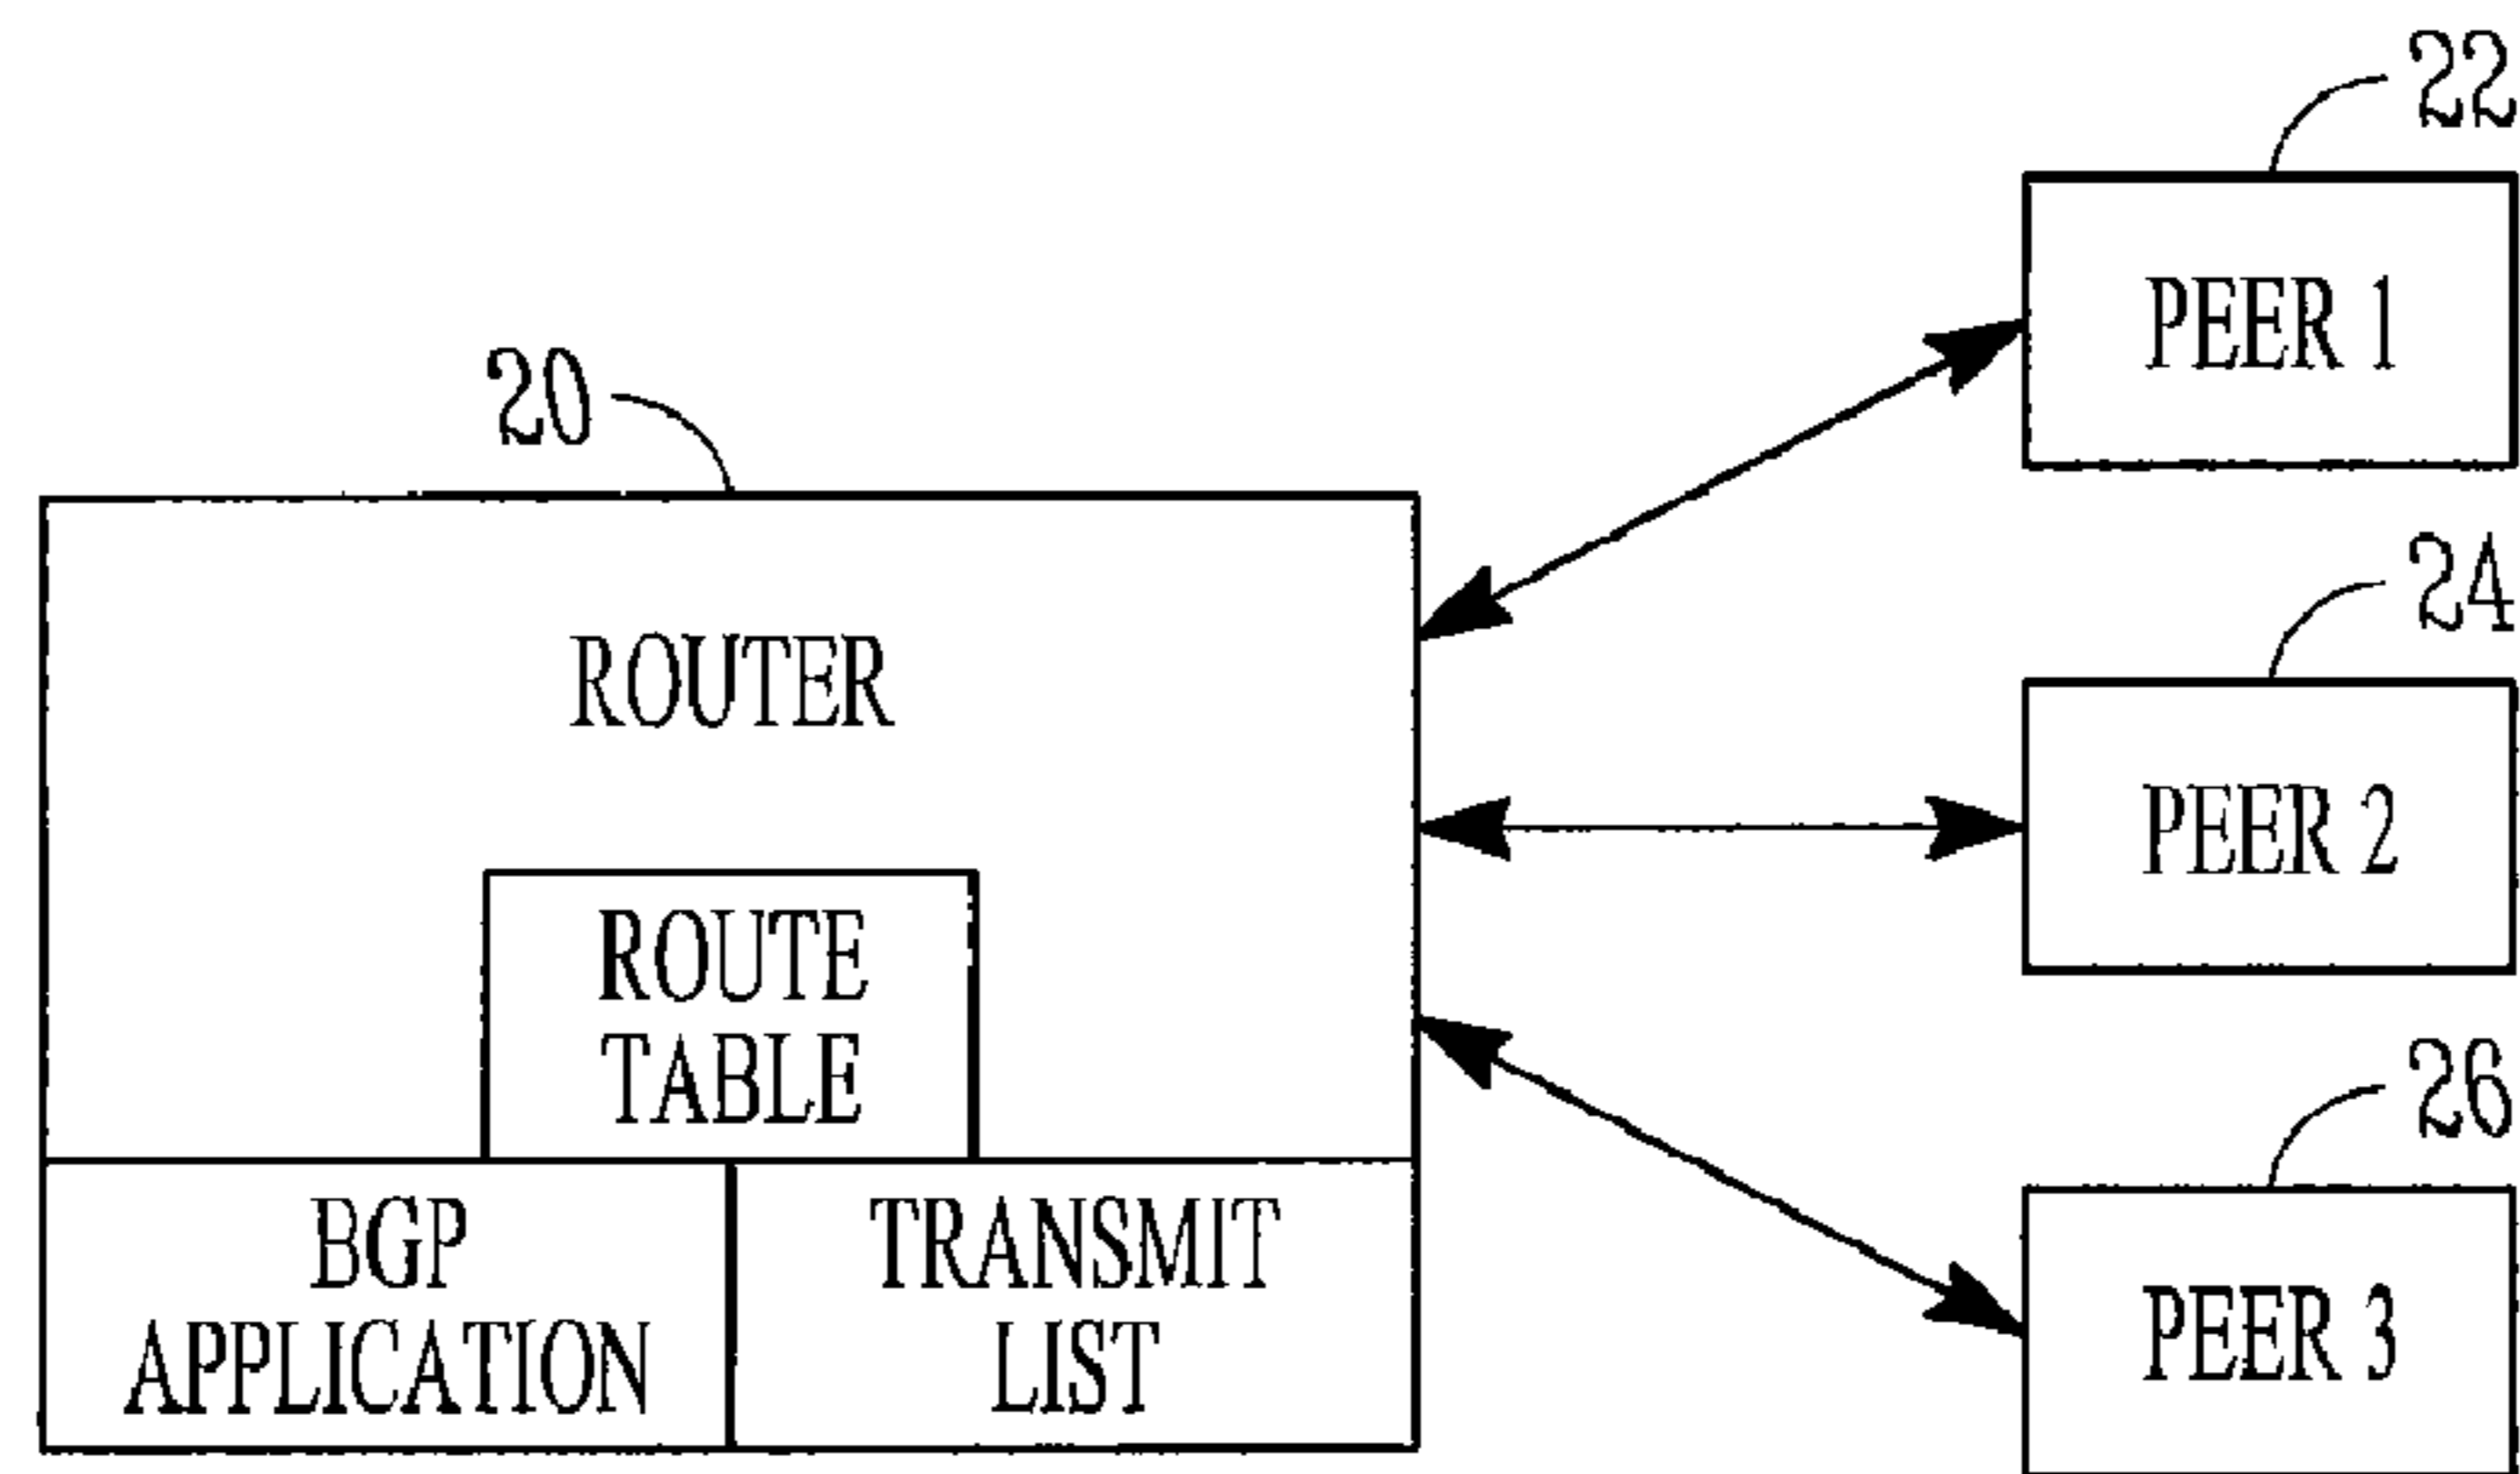 22
PEER 1
20
24
ROUTER
PEER 2
ROUTE
TABLE
26
BGP
APPLICATION
TRANSMIT
LIST
PEER 3